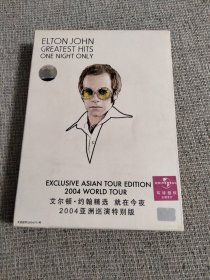 ELTON JOHN
GREATEST HITS
ONE NIGHT ONLY
EXCLUSIVE ASIAN TOUR EDITION
2004 WORLD TOUR
艾尔顿·约翰精选 就在今夜
2004亚洲巡演特别版